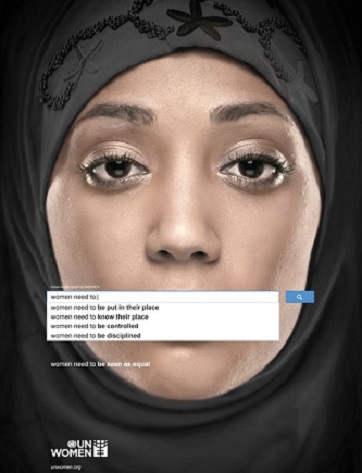 women need to
women need to be put in their place
women need to know their place
women need to be controlled
women need to be disciplined
women need to be seen as equal
UN
WOMEN
unwomen.org